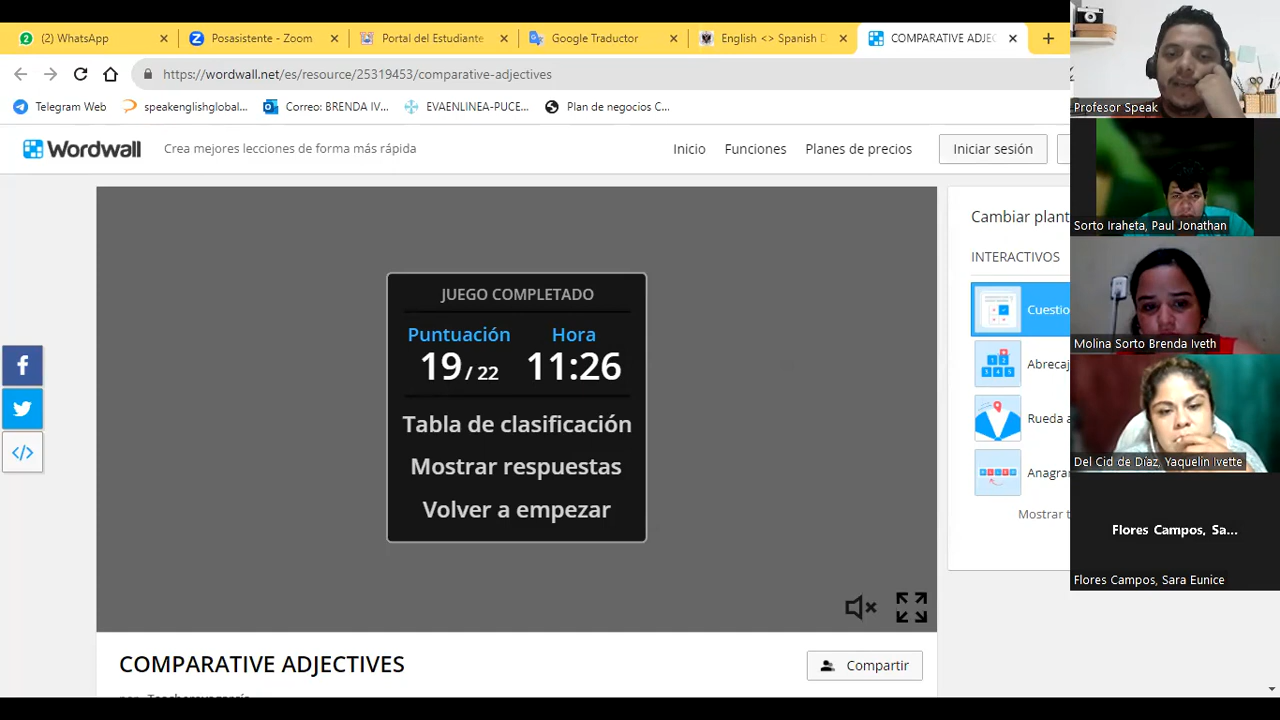 (2) WhatsApp
Posasistente - Zoom
Portal del Estudiante
Google Traductor
English <> Spanish D
COMPARATIVE ADJEC
https://wordwall.net/es/resource/25319453/comparative-adjectives
Telegram Web
speakenglishglobal...
Correo: BRENDA IV...
EVAENLINEA-PUCE...
Plan de negocios C...
Wordwall
Crea mejores lecciones de forma más rápida
Inicio
Funciones
Planes de precios
Iniciar sesión
JUEGO COMPLETADO
Puntuación
Hora
19 / 22
11:26
Tabla de clasificación
Mostrar respuestas
Volver a empezar
Cambiar plant
INTERACTIVOS
Cuestio
Abrecaj
Rueda a
Anagra
Mostrar t
COMPARATIVE ADJECTIVES
Compartir
Profesor Speak
Sorto Iraheta, Paul Jonathan
Molina Sorto Brenda Iveth
Del Cid de Díaz, Yaquelin Ivette
Flores Campos, Sa...
Flores Campos, Sara Eunice